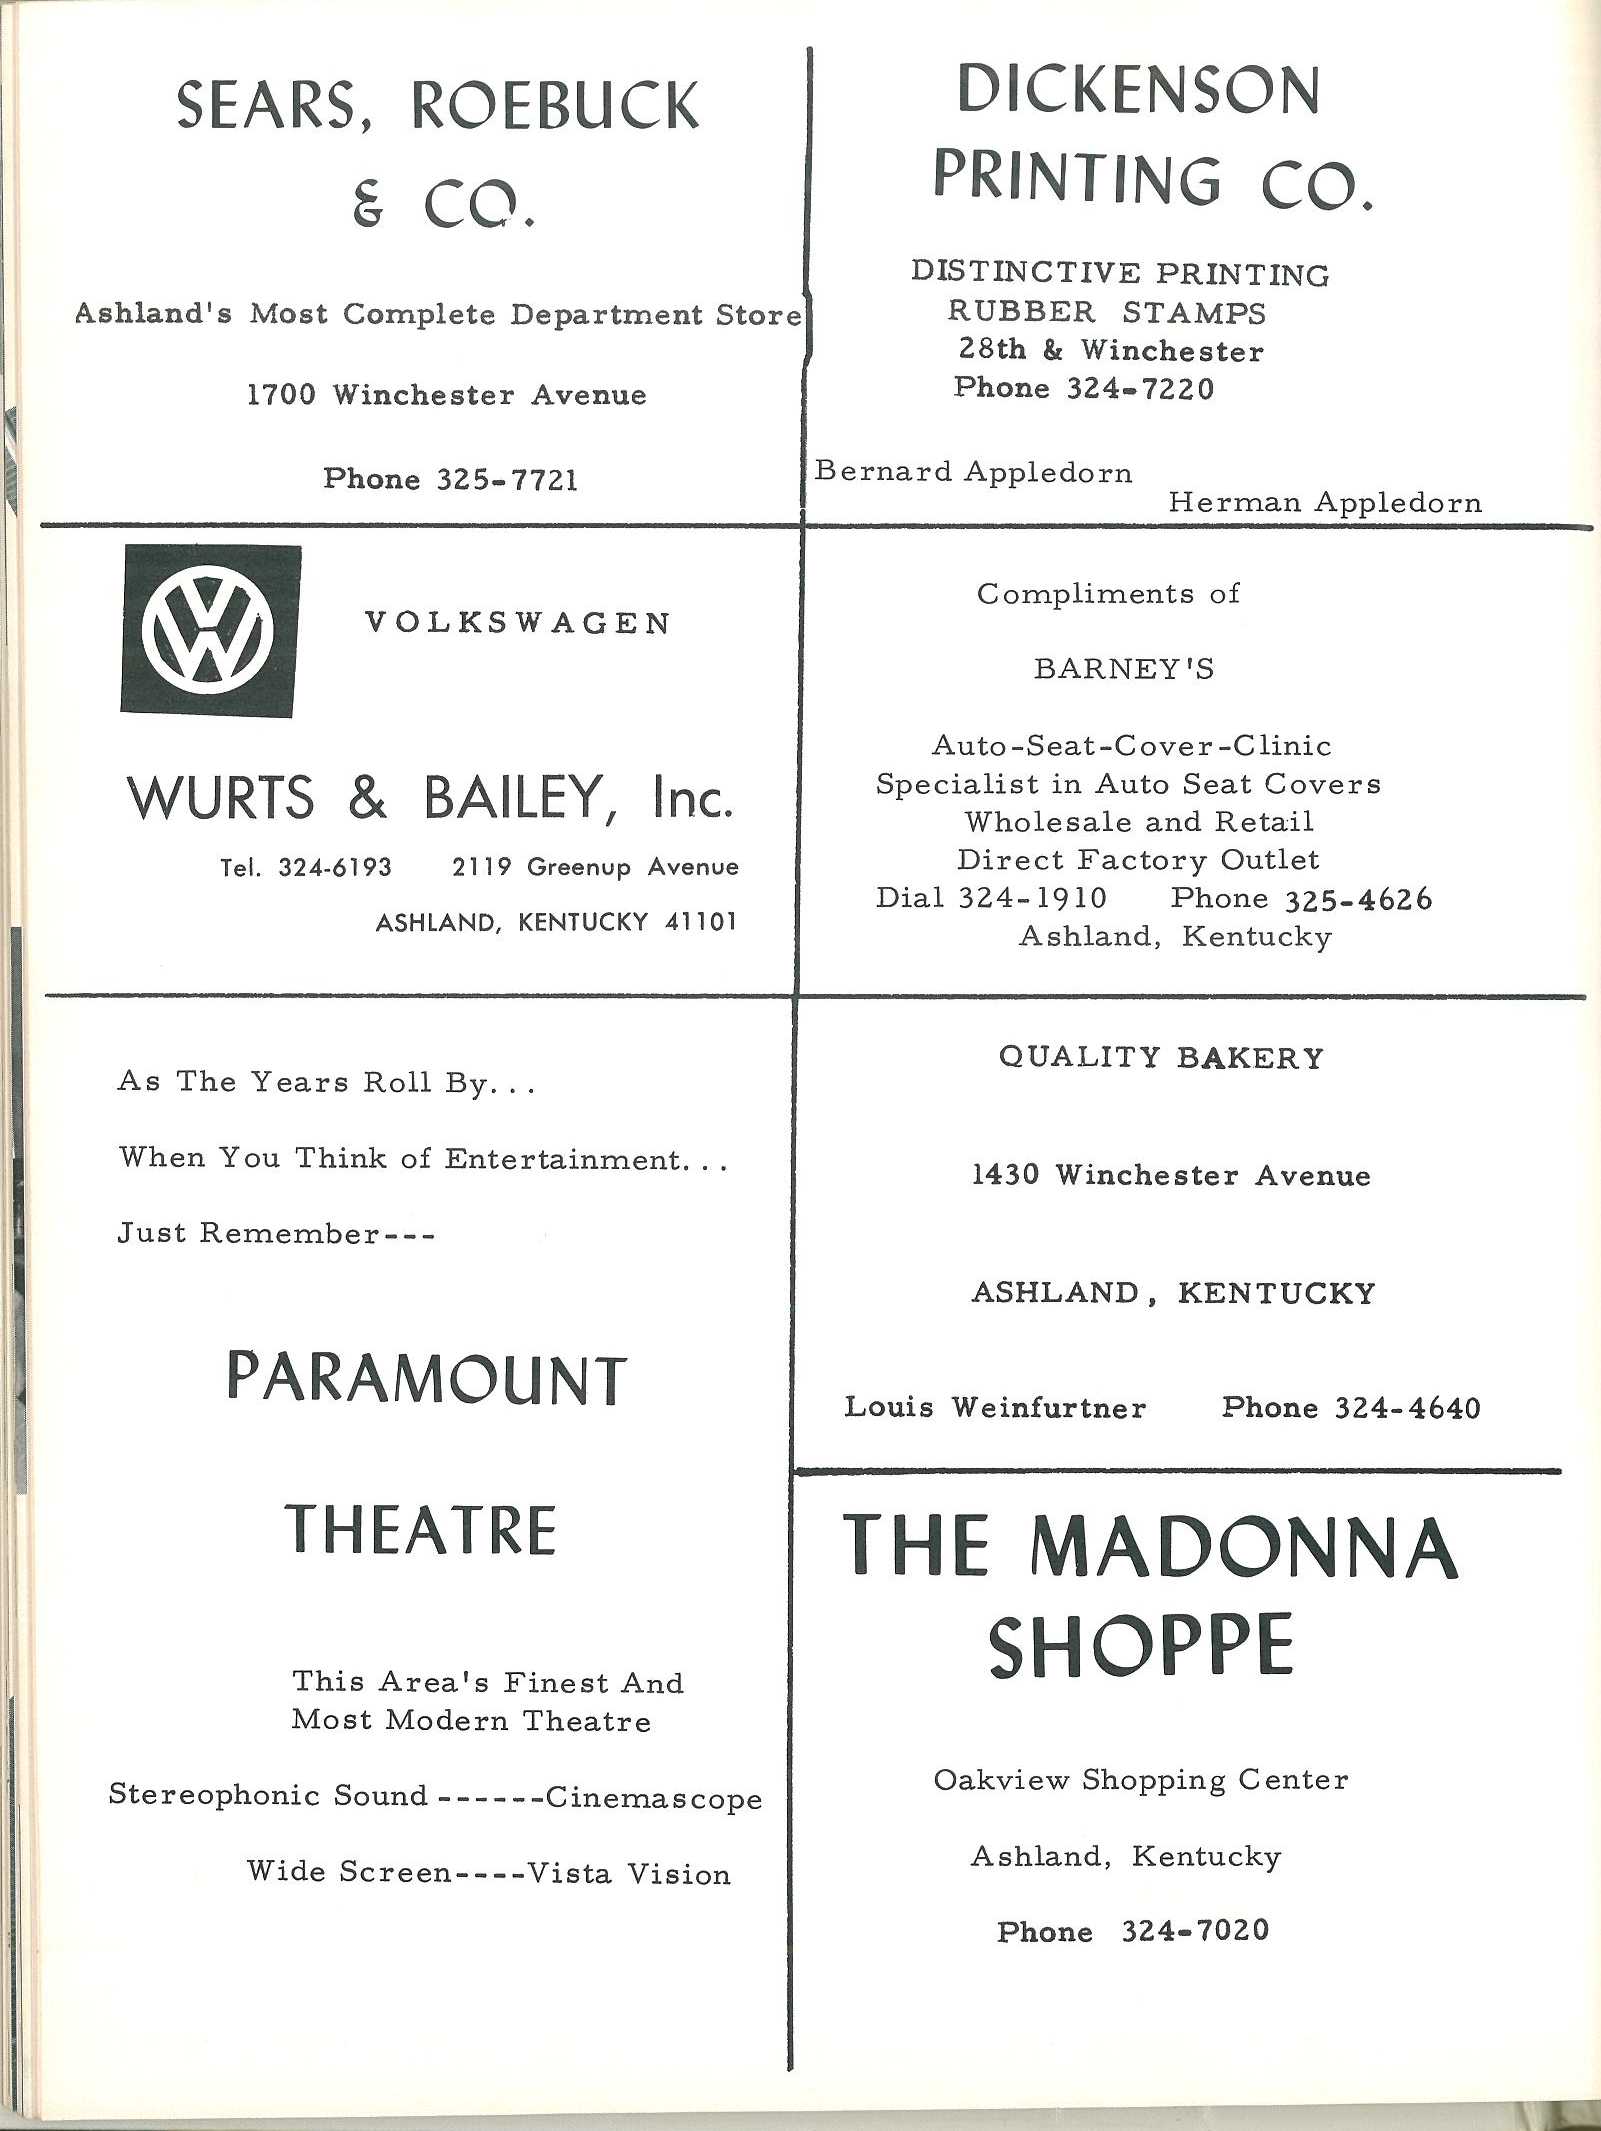 SEARS, ROEBUCK
& CO.
Ashland's Most Complete Department Store
1700 Winchester Avenue
Phone 325-7721
DICKENSON
PRINTING CO.
DISTINCTIVE PRINTING
RUBBER STAMPS
28th & Winchester
Phone 324-7220
Bernard Appledorn
Herman Appledorn
VW
VOLKSWAGEN
WURTS & BAILEY, Inc.
Tel. 324-6193 2119 Greenup Avenue
ASHLAND, KENTUCKY 41101
Compliments of
BARNEY'S
Auto-Seat-Cover-Clinic
Specialist in Auto Seat Covers
Wholesale and Retail
Direct Factory Outlet
Dial 324-1910 Phone 325-4626
Ashland, Kentucky
As The Years Roll By...
When You Think of Entertainment...
Just Remember---
PARAMOUNT
THEATRE
This Area's Finest And
Most Modern Theatre
Stereophonic Sound ------Cinemascope
Wide Screen----Vista Vision
QUALITY BAKERY
1430 Winchester Avenue
ASHLAND, KENTUCKY
Louis Weinfurtner Phone 324-4640
THE MADONNA
SHOPPE
Oakview Shopping Center
Ashland, Kentucky
Phone 324-7020